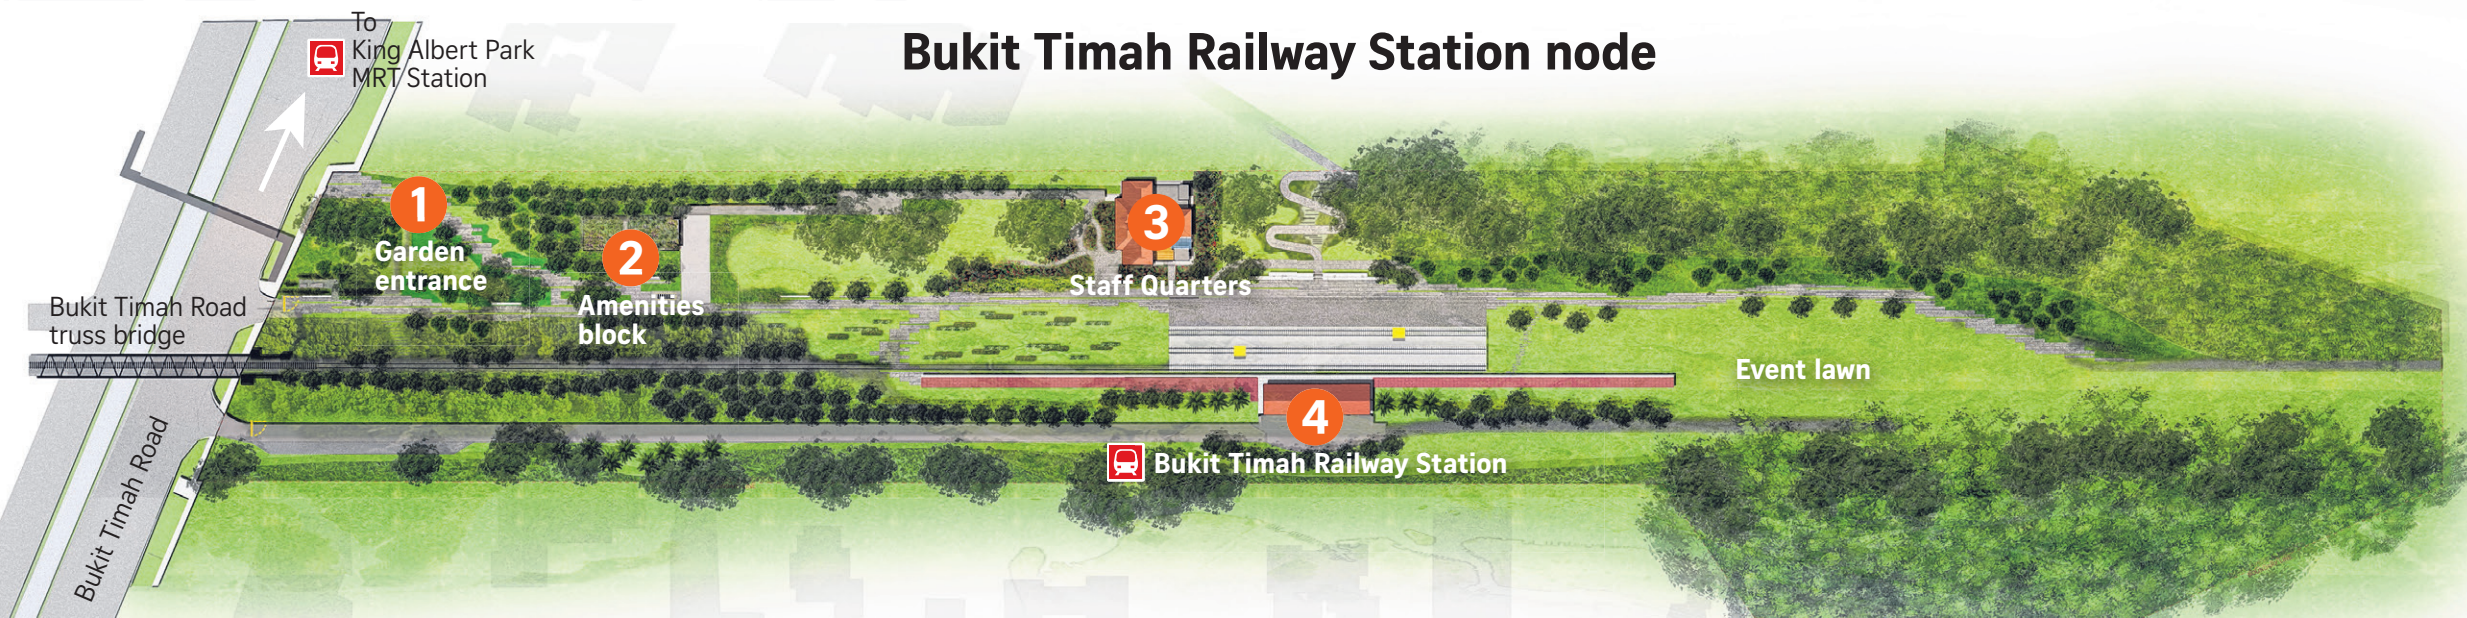 Bukit Timah Railway Station node
To
King Albert Park
MRT Station
1
Garden
entrance
2
Amenities
block
3
Staff Quarters
Bukit Timah Road
truss bridge
Event lawn
4
Bukit Timah Railway Station
Bukit Timah Road